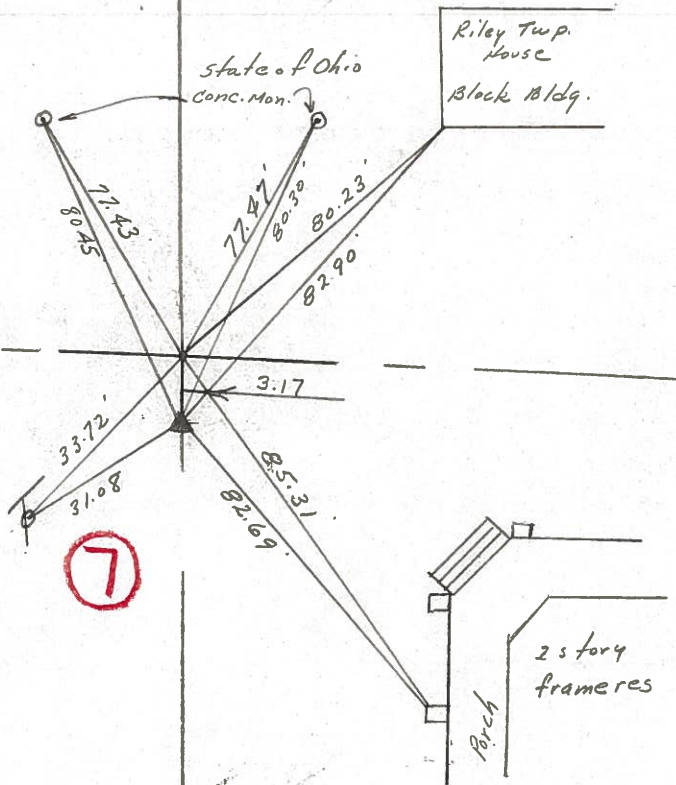 Riley Twp.
House
Block Bldg.
State of Ohio
Conc. Mon.
77.43'
80.45
77.47'
80.30'
80.23'
82.90'
3.17
33.72'
31.08
85.31
82.69'
7
2 story
frame res
Porch